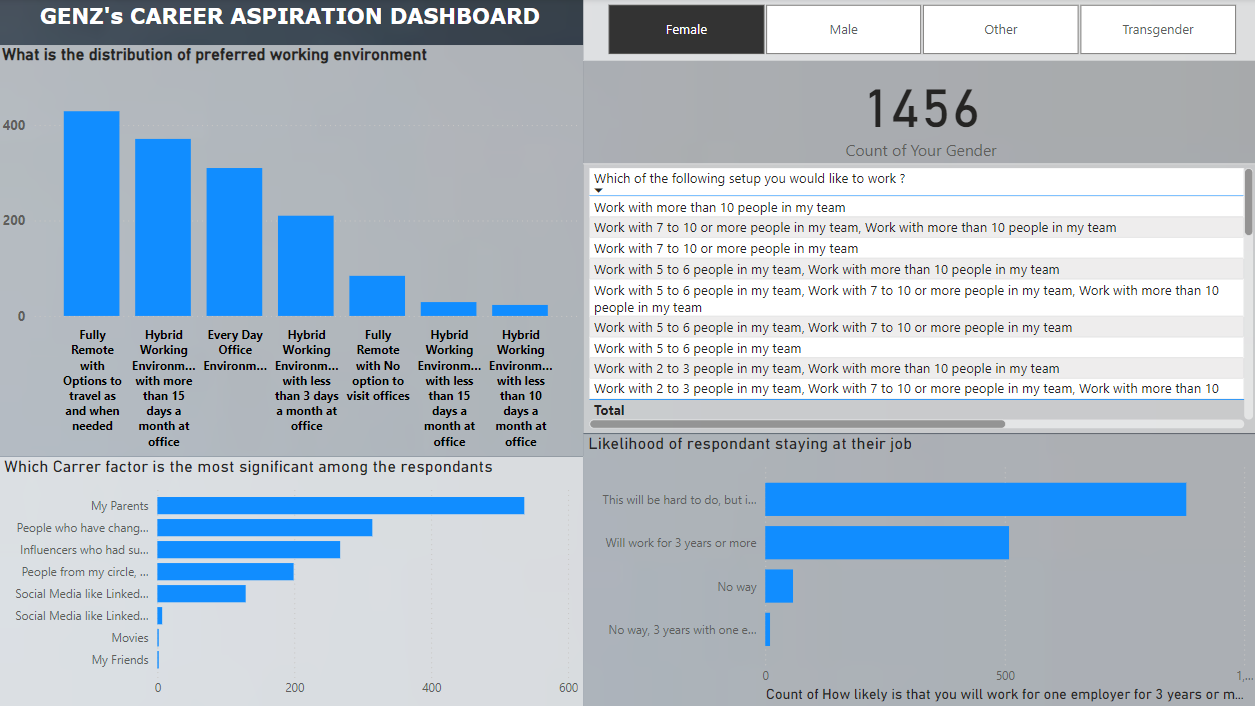 GENZ's CAREER ASPIRATION DASHBOARD
What is the distribution of preferred working environment
400
200
0
Fully Remote with Options to travel as and when needed
Hybrid Working Environm... with more than 15 days a month at office
Every Day Office Environm...
Hybrid Working Environm... with less than 3 days a month at office
Fully Remote with No option to visit offices
Hybrid Working Environm... with less than 15 days a month at office
Hybrid Working Environm... with less than 10 days a month at office
Which Carrer factor is the most significant among the respondants
My Parents
People who have chang...
Influencers who had su...
People from my circle, ...
Social Media like Linked...
Social Media like Linked...
Movies
My Friends
0 200 400 600
Female Male Other Transgender
1456
Count of Your Gender
Which of the following setup you would like to work ?
Work with more than 10 people in my team
Work with 7 to 10 or more people in my team, Work with more than 10 people in my team
Work with 7 to 10 or more people in my team
Work with 5 to 6 people in my team, Work with more than 10 people in my team
Work with 5 to 6 people in my team, Work with 7 to 10 or more people in my team, Work with more than 10
people in my team
Work with 5 to 6 people in my team, Work with 7 to 10 or more people in my team
Work with 5 to 6 people in my team
Work with 2 to 3 people in my team, Work with more than 10 people in my team
Work with 2 to 3 people in my team, Work with 7 to 10 or more people in my team, Work with more than 10
Total
Likelihood of respondant staying at their job
This will be hard to do, but i...
Will work for 3 years or more
No way
No way, 3 years with one e...
0 500 1,...
Count of How likely is that you will work for one employer for 3 years or m...